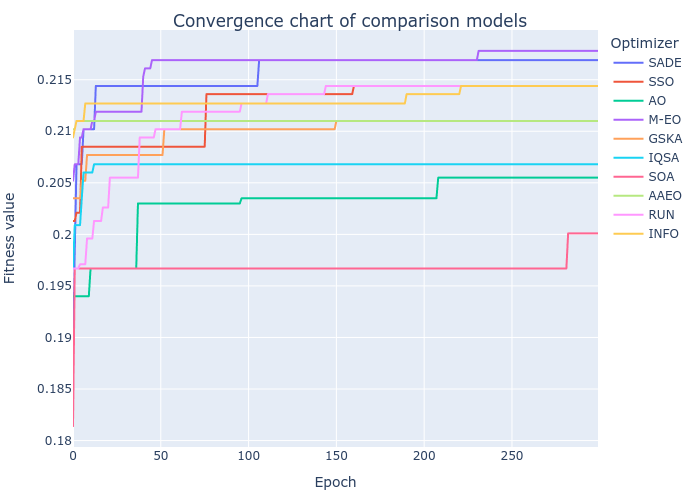 Convergence chart of comparison models
Optimizer
SADE
SSO
AO
M-EO
GSKA
IQSA
SOA
AAEO
RUN
INFO
Fitness value
0.215
0.21
0.205
0.2
0.195
0.19
0.185
0.18
0
50
100
150
200
250
Epoch